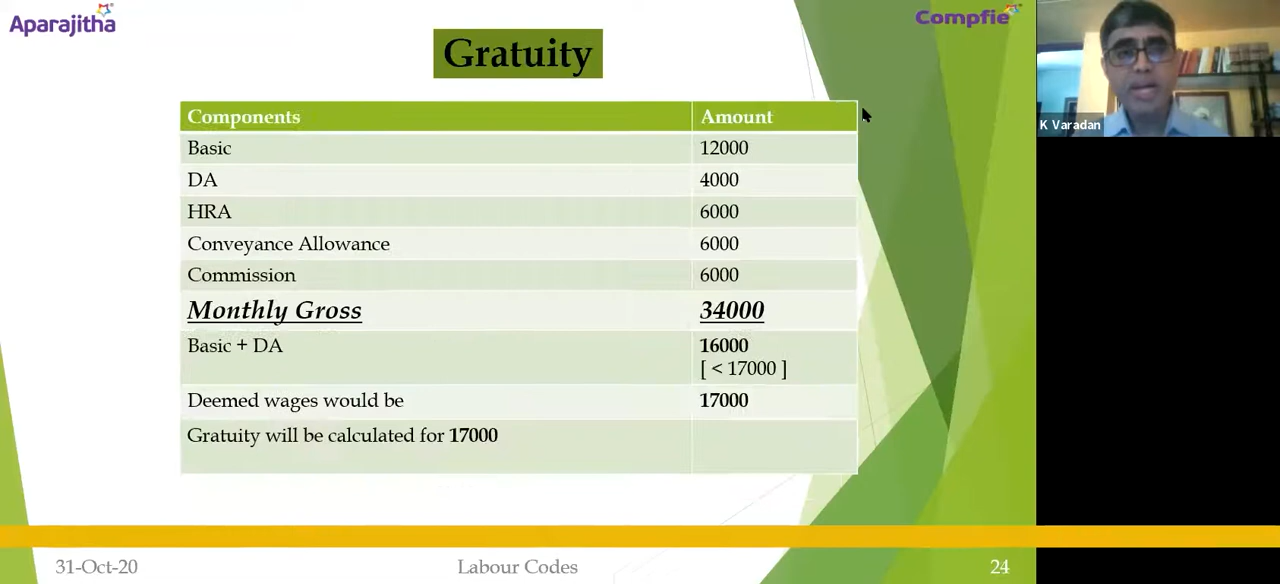 Aparajitha
Compfie
Gratuity
K Varadan
Components Amount
Basic 12000
DA 4000
HRA 6000
Conveyance Allowance 6000
Commission 6000
Monthly Gross 34000
Basic + DA 16000
[ < 17000 ]
Deemed wages would be 17000
Gratuity will be calculated for 17000
31-Oct-20 Labour Codes 24